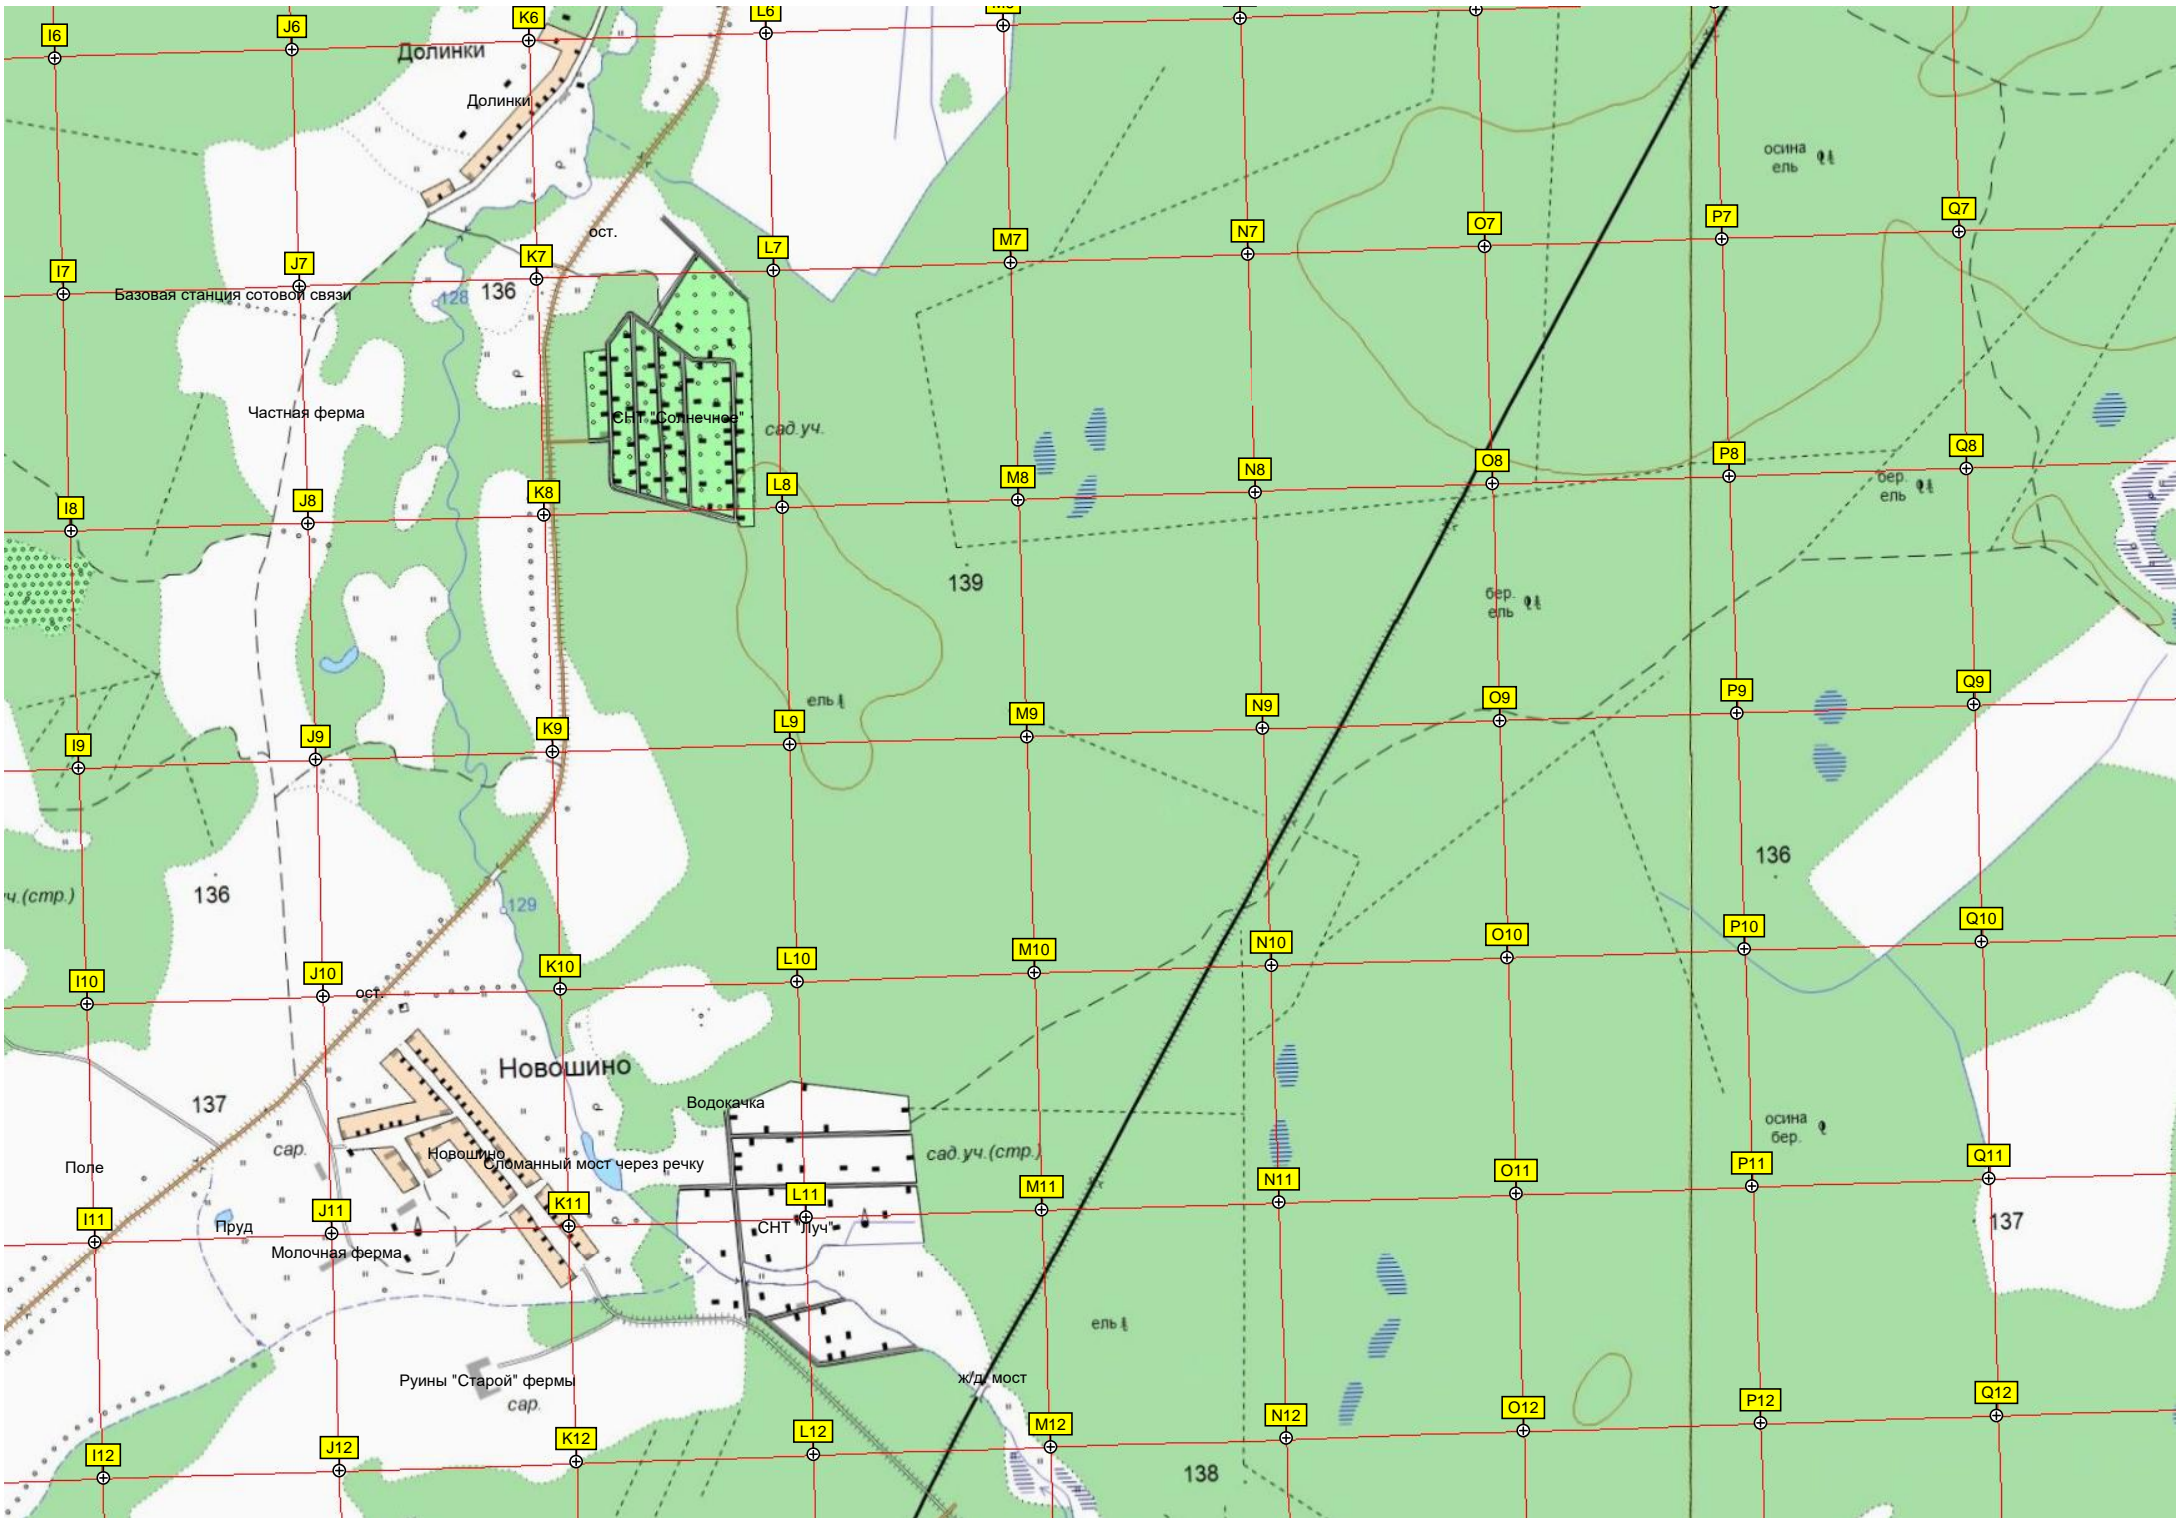 K6
L6
I6
J6
Долинки
Долинки
осина
ель
ост.
I7
J7
K7
L7
M7
N7
O7
P7
Q7
Базовая станция сотовой связи
128
136
Частная ферма
СНТ "Солнечное"
сад.уч.
I8
J8
K8
L8
M8
N8
O8
P8
Q8
бер.
ель
139
бер.
ель
ель
I9
J9
K9
L9
M9
N9
O9
P9
Q9
136
136
уч.(стр.)
129
I10
J10
K10
L10
M10
N10
O10
P10
Q10
ост.
Новошино
137
Водокачка
осина
бер.
сар.
Новошино
Сломанный мост через речку
сад.уч.(стр.)
Поле
I11
J11
K11
L11
M11
N11
O11
P11
Q11
Пруд
СНТ "Луч"
137
Молочная ферма
ель
Руины "Старой" фермы
ж/д. мост
сар.
I12
J12
K12
L12
M12
N12
O12
P12
Q12
138